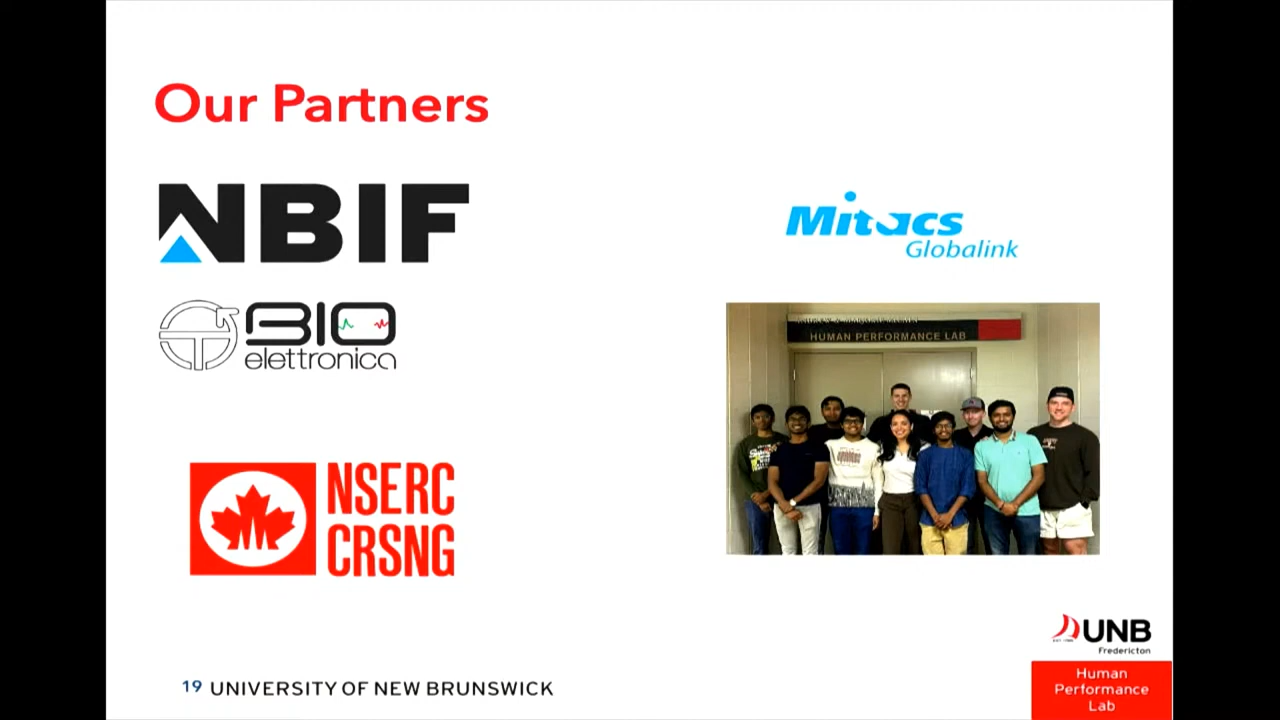 Our Partners
NBIF
BIO
elettronica
NSERC
CRSNG
Mitacs
Globalink
HUMAN PERFORMANCE LAB
UNB
Fredericton
Human
Performance
Lab
19 UNIVERSITY OF NEW BRUNSWICK